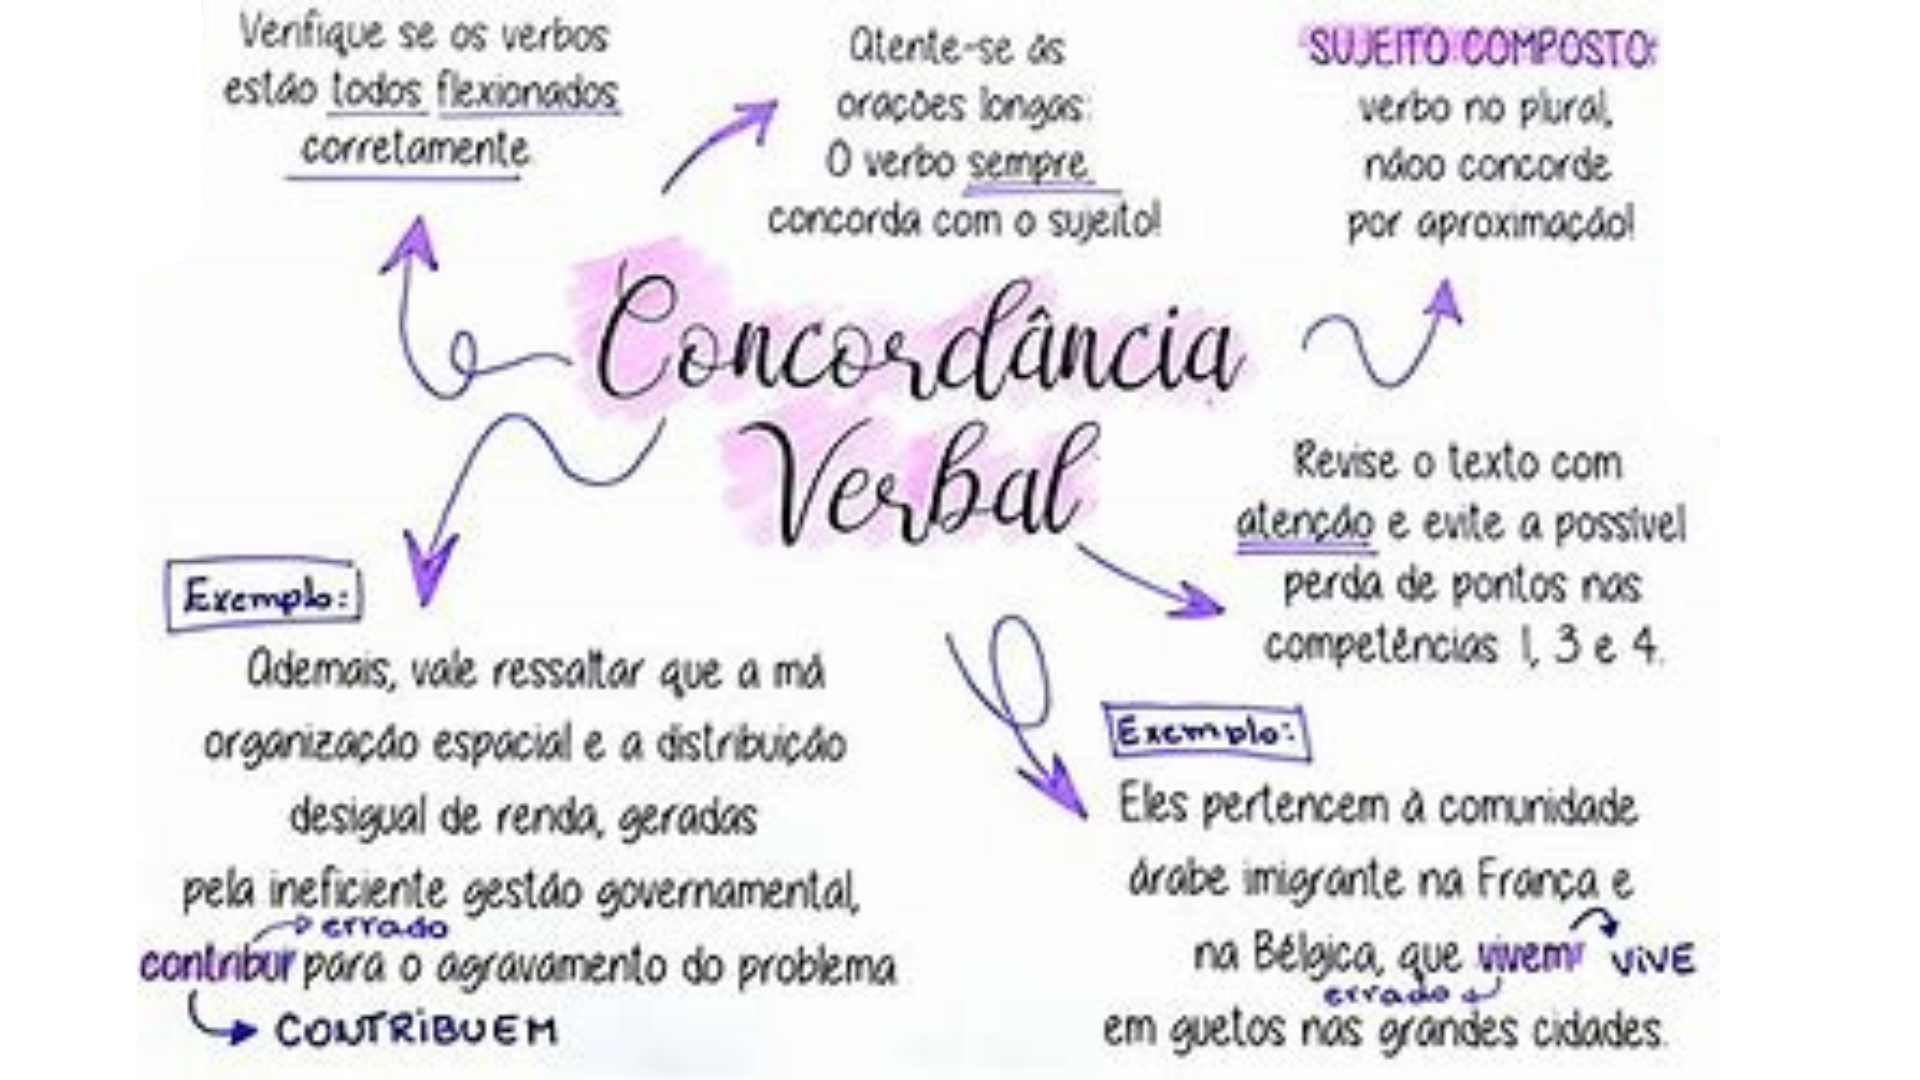 Verifique se os verbos
estão todos flexionados
corretamente.
Atente-se às
orações longas:
O verbo sempre
concorda com o sujeito!
SUJEITO COMPOSTO:
verbo no plural,
nãoo concorde
por aproximação!
Concordância
Verbal
Revise o texto com
atenção e evite a possível
perda de pontos nas
competências 1, 3 e 4.
Exemplo:
Ademais, vale ressaltar que a má
organização espacial e a distribuição
desigual de renda, geradas
pela ineficiente gestão governamental,
errado
contribur para o agravamento do problema
CONTRIBUEM
Exemplo:
Eles pertencem à comunidade
árabe imigrante na França e
na Bélgica, que vivem VIVE
errado
em guetos nas grandes cidades.